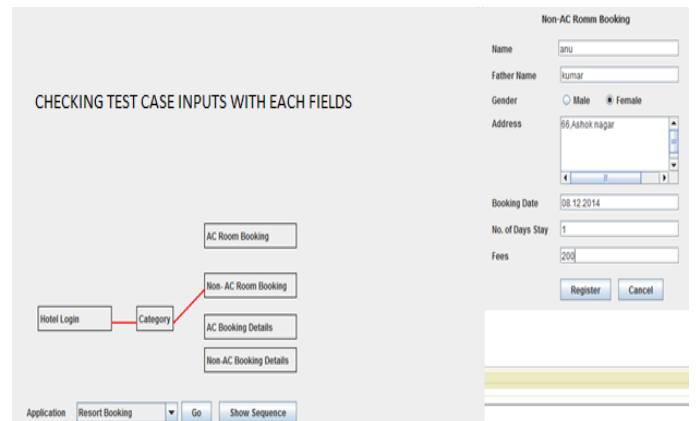 CHECKING TEST CASE INPUTS WITH EACH FIELDS
AC Room Booking
Non- AC Room Booking
Hotel Login
Category
AC Booking Details
Non-AC Booking Details
Application
Resort Booking
Go
Show Sequence
Non-AC Romm Booking
Name
anu
Father Name
kumar
Gender
Male
Female
Address
66,Ashok nagar
Booking Date
08.12.2014
No. of Days Stay
1
Fees
200
Register
Cancel